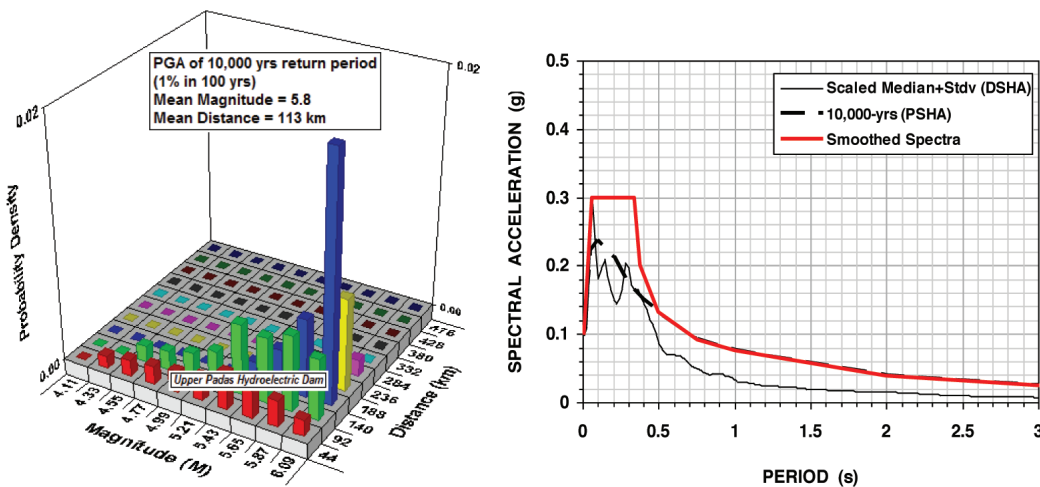 PGA of 10,000 yrs return period
(1% in 100 yrs)
Mean Magnitude = 5.8
Mean Distance = 113 km
0.02
0.02
Probability Density
0.00
0.00
Upper Padas Hydroelectric Dam
4.11
4.33
4.55
4.77
4.99
5.21
5.43
5.65
5.87
6.09
Magnitude (M)
44
92
140
188
236
284
332
380
428
476
Distance (km)
SPECTRAL ACCELERATION (g)
0.5
0.4
0.3
0.2
0.1
0
Scaled Median+Stdv (DSHA)
10,000-yrs (PSHA)
Smoothed Spectra
0
0.5
1
1.5
2
2.5
3
PERIOD (s)